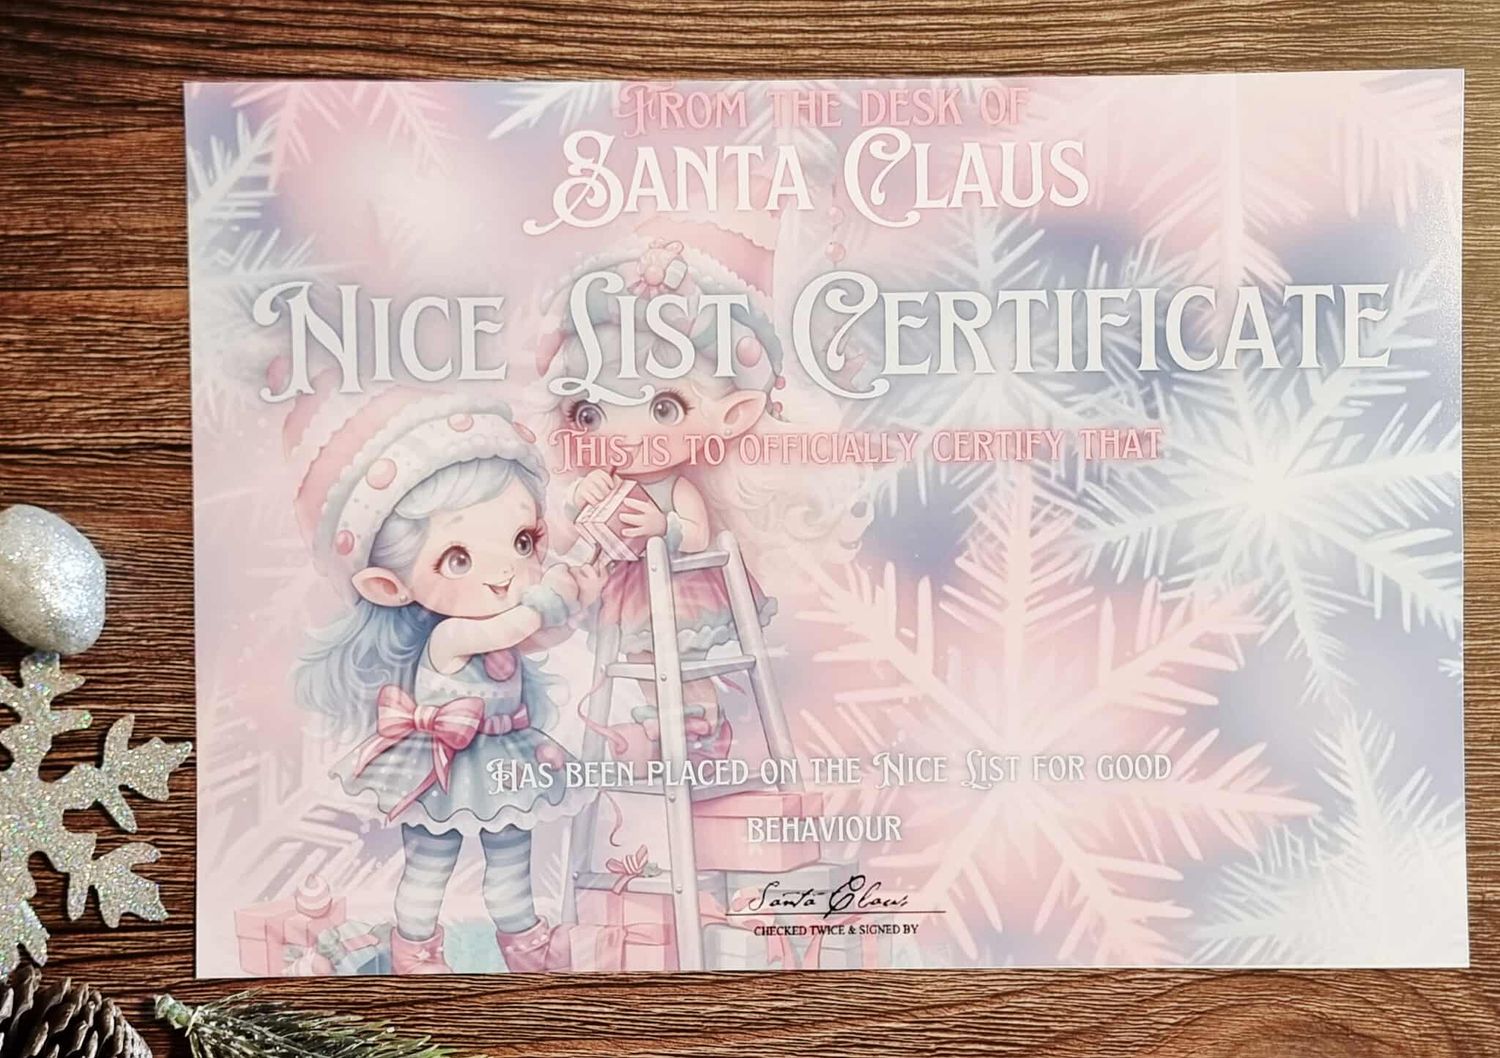 From the desk of
Santa Claus
Nice List Certificate
This is to officially certify that
Has been placed on the Nice List for good
behaviour
Santa Claus
CHECKED TWICE & SIGNED BY